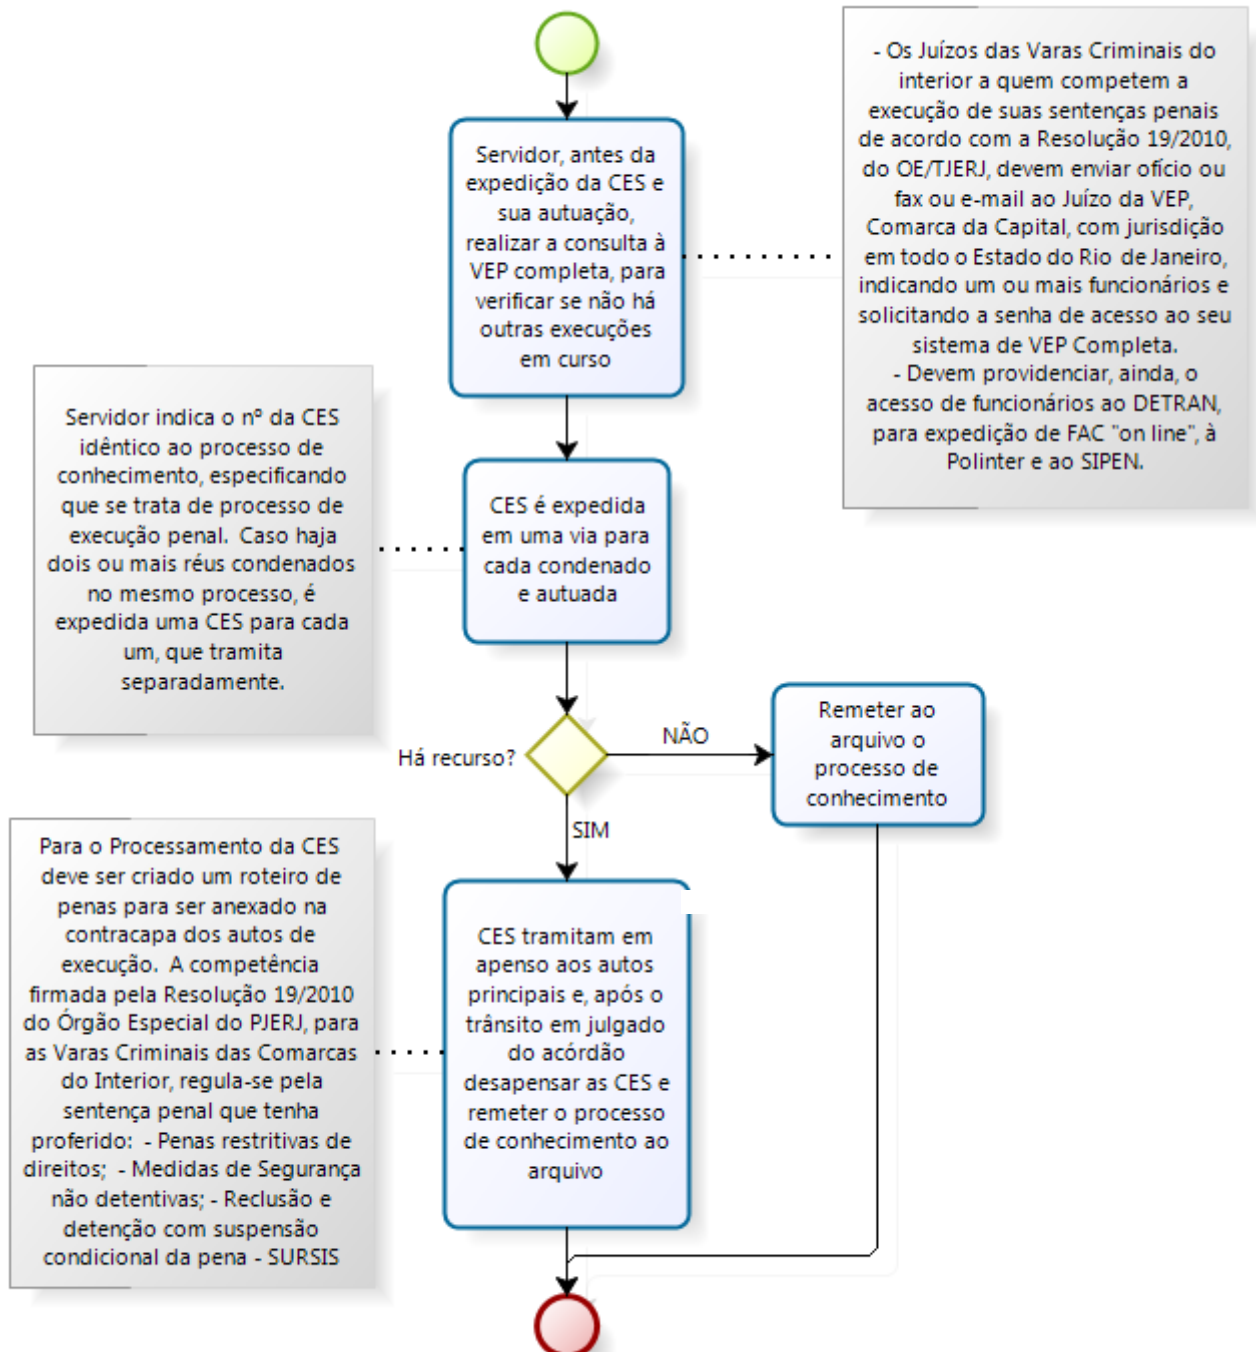 - Os Juízos das Varas Criminais do
interior a quem competem a
execução de suas sentenças penais
de acordo com a Resolução 19/2010,
do OE/TJERJ, devem enviar ofício ou
fax ou e-mail ao Juízo da VEP,
Comarca da Capital, com jurisdição
em todo o Estado do Rio de Janeiro,
indicando um ou mais funcionários e
solicitando a senha de acesso ao seu
sistema de VEP Completa.
- Devem providenciar, ainda, o
acesso de funcionários ao DETRAN,
para expedição de FAC "on line", à
Polinter e ao SIPEN.
Servidor, antes da
expedição da CES e
sua autuação,
realizar a consulta à
VEP completa, para
verificar se não há
outras execuções
em curso
Servidor indica o nº da CES
idêntico ao processo de
conhecimento, especificando
que se trata de processo de
execução penal. Caso haja
dois ou mais réus condenados
no mesmo processo, é
expedida uma CES para cada
um, que tramita
separadamente.
CES é expedida
em uma via para
cada condenado
e autuada
Há recurso?
NÃO
Remeter ao
arquivo o
processo de
conhecimento
SIM
Para o Processamento da CES
deve ser criado um roteiro de
penas para ser anexado na
contracapa dos autos de
execução. A competência
firmada pela Resolução 19/2010
do Órgão Especial do PJERJ, para
as Varas Criminais das Comarcas
do Interior, regula-se pela
sentença penal que tenha
proferido: - Penas restritivas de
direitos; - Medidas de Segurança
não detentivas; - Reclusão e
detenção com suspensão
condicional da pena - SURSIS
CES tramitam em
apenso aos autos
principais e, após o
trânsito em julgado
do acórdão
desapensar as CES e
remeter o processo
de conhecimento ao
arquivo